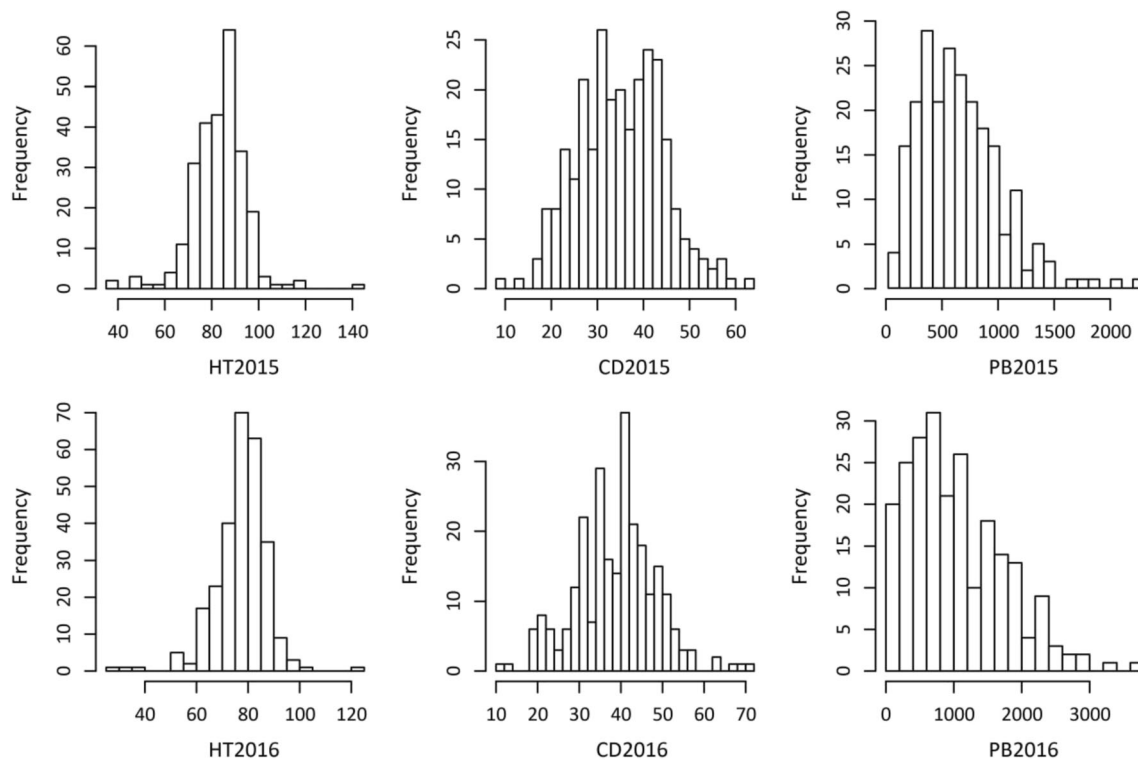 Frequency
0 10 20 30 40 50 60
40 60 80 100 120 140
HT2015
Frequency
0 5 10 15 20 25
10 20 30 40 50 60
CD2015
Frequency
0 5 10 15 20 25 30
0 500 1000 1500 2000
PB2015
Frequency
0 10 20 30 40 50 60 70
40 60 80 100 120
HT2016
Frequency
0 10 20 30
10 20 30 40 50 60 70
CD2016
Frequency
0 5 10 15 20 25 30
0 1000 2000 3000
PB2016